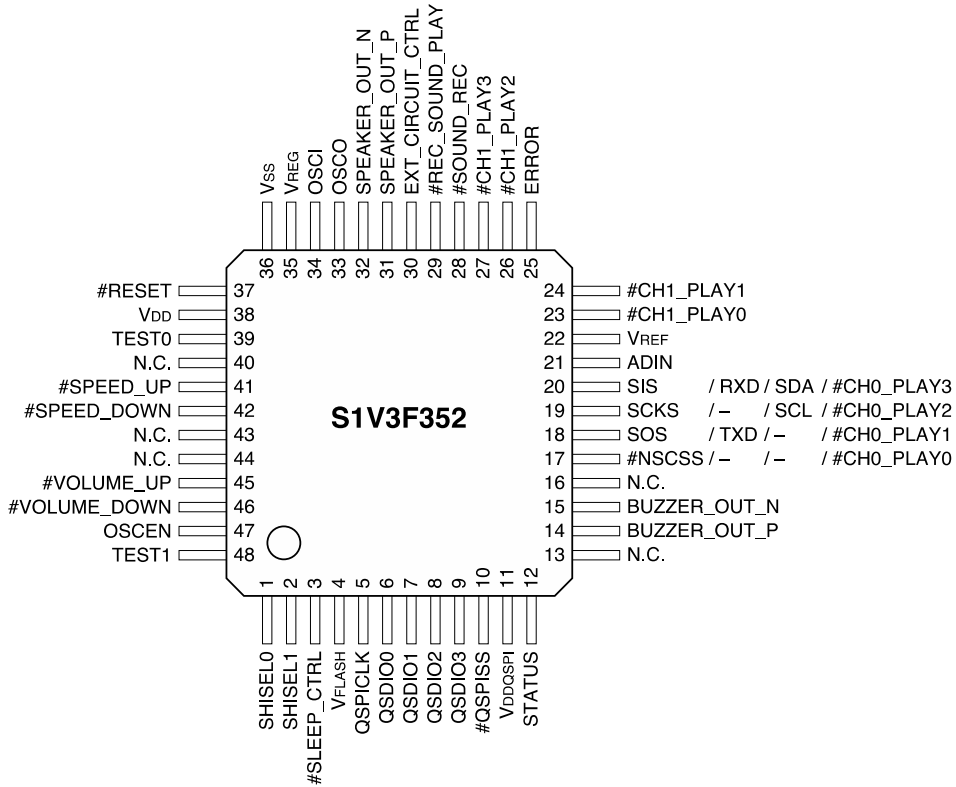 VSS
VREG
OSCI
OSCO
SPEAKER_OUT_N
SPEAKER_OUT_P
EXT_CIRCUIT_CTRL
#REC_SOUND_PLAY
#SOUND_REC
#CH1_PLAY3
#CH1_PLAY2
ERROR
36 35 34 33 32 31 30 29 28 27 26 25
#RESET 37
VDD 38
TEST0 39
N.C. 40
#SPEED_UP 41
#SPEED_DOWN 42
N.C. 43
N.C. 44
#VOLUME_UP 45
#VOLUME_DOWN 46
OSCEN 47
TEST1 48
S1V3F352
24 #CH1_PLAY1
23 #CH1_PLAY0
22 VREF
21 ADIN
20 SIS / RXD / SDA / #CH0_PLAY3
19 SCKS / – / SCL / #CH0_PLAY2
18 SOS / TXD / – / #CH0_PLAY1
17 #NSCSS / – / – / #CH0_PLAY0
16 N.C.
15 BUZZER_OUT_N
14 BUZZER_OUT_P
13 N.C.
1 2 3 4 5 6 7 8 9 10 11 12
SHISEL0
SHISEL1
#SLEEP_CTRL
VFLASH
QSPICLK
QSDIO0
QSDIO1
QSDIO2
QSDIO3
#QSPISS
VDDQSPI
STATUS